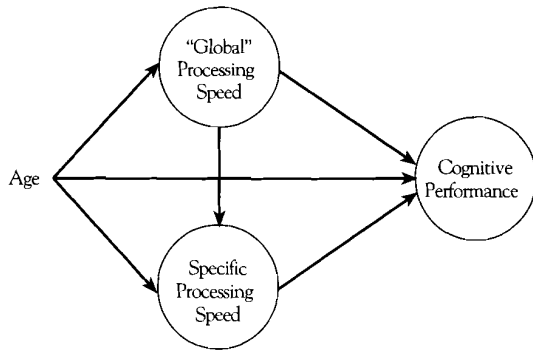 “Global”
Processing
Speed
Age
Cognitive
Performance
Specific
Processing
Speed